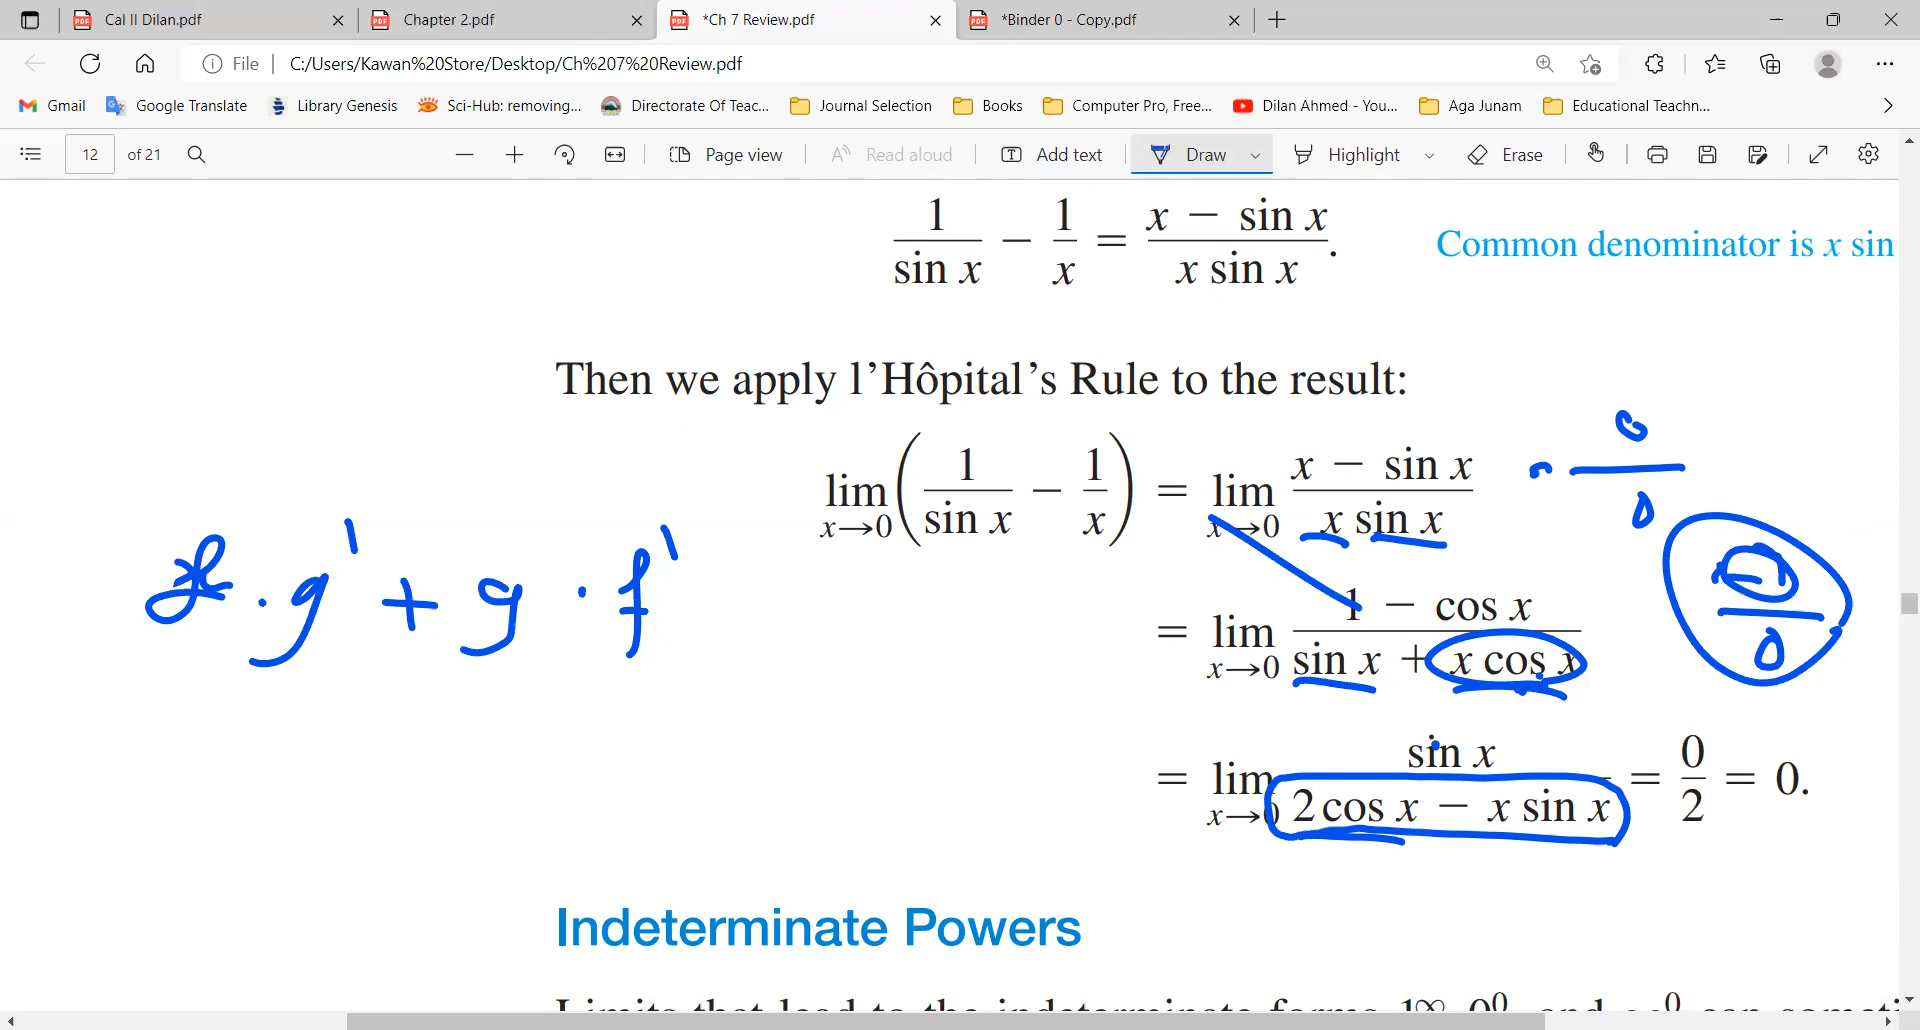 Cal II Dilan.pdf
Chapter 2.pdf
*Ch 7 Review.pdf
*Binder 0 - Copy.pdf
File C:/Users/Kawan%20Store/Desktop/Ch%207%20Review.pdf
Gmail Google Translate Library Genesis Sci-Hub: removing... Directorate Of Teac... Journal Selection Books Computer Pro, Free... Dilan Ahmed - You... Aga Junam Educational Teachn...
12 of 21 Page view Read aloud Add text Draw Highlight Erase
1/sin x − 1/x = (x − sin x)/(x sin x). Common denominator is x sin
Then we apply l’Hôpital’s Rule to the result:
lim x→0 (1/sin x − 1/x) = lim x→0 (x − sin x)/(x sin x) 0/0
= lim x→0 (1 − cos x)/(sin x + x cos x)
· g' + g · f'
= lim x→0 sin x/(2 cos x − x sin x) = 0/2 = 0.
Indeterminate Powers